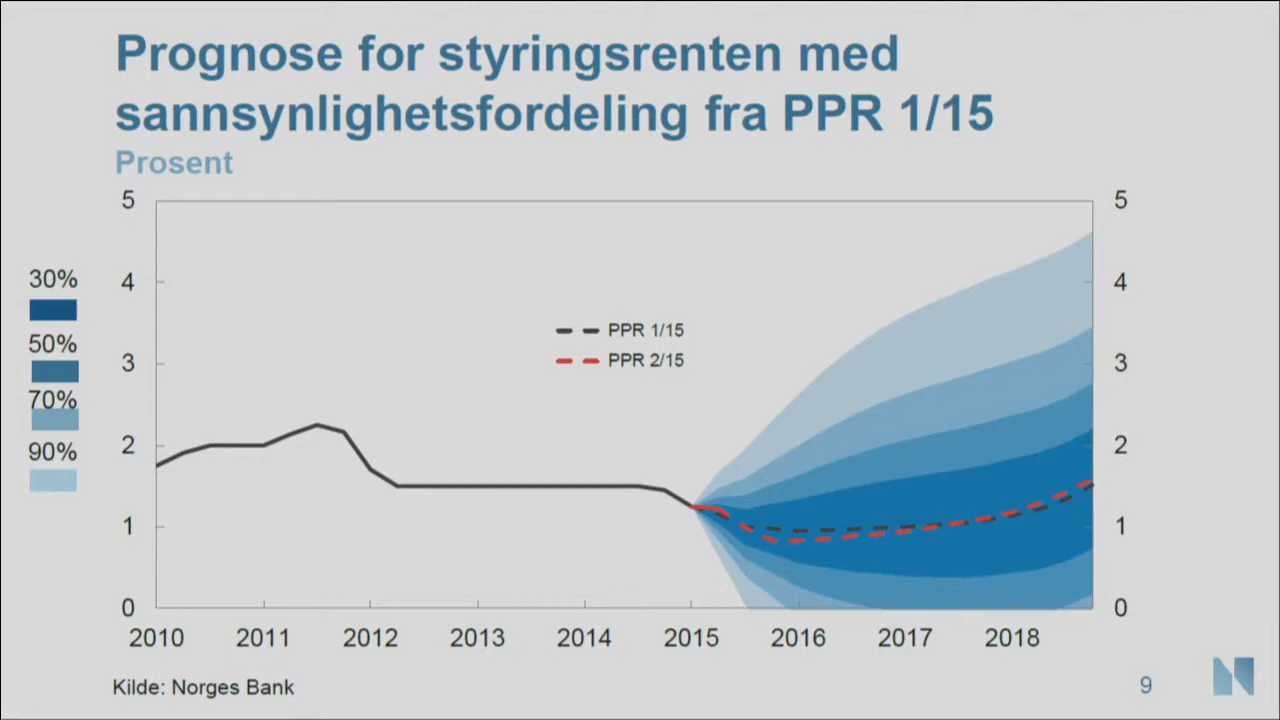 Prognose for styringsrenten med
sannsynlighetsfordeling fra PPR 1/15
Prosent
5 5
30% 4 4
50% 3 PPR 1/15 3
PPR 2/15
70%
90% 2 2
1 1
0 0
2010 2011 2012 2013 2014 2015 2016 2017 2018
Kilde: Norges Bank 9